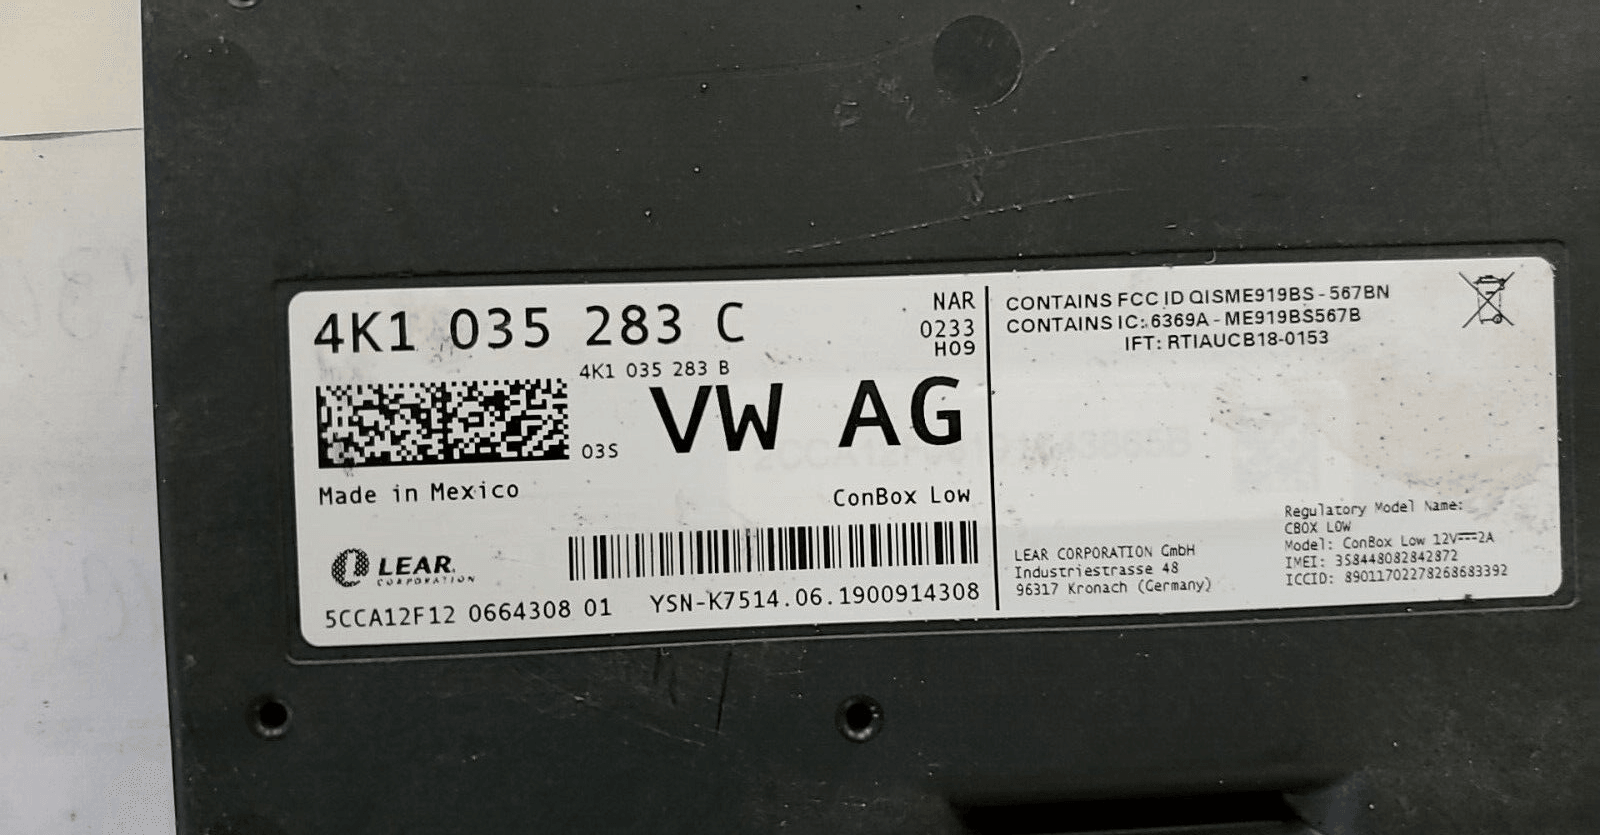 4K1 035 283 C
4K1 035 283 B
NAR
0233
H09
VW AG
03S
Made in Mexico
ConBox Low
LEAR
CORPORATION
5CCA12F12 0664308 01
YSN-K7514.06.1900914308
CONTAINS FCC ID QISME919BS-567BN
CONTAINS IC: 6369A-ME919BS567B
IFT: RTIAUCB18-0153
LEAR CORPORATION GmbH
Industriestrasse 48
96317 Kronach (Germany)
Regulatory Model Name:
CBOX LOW
Model: ConBox Low 12V⎓2A
IMEI: 358448082842872
ICCID: 89011702278268683392